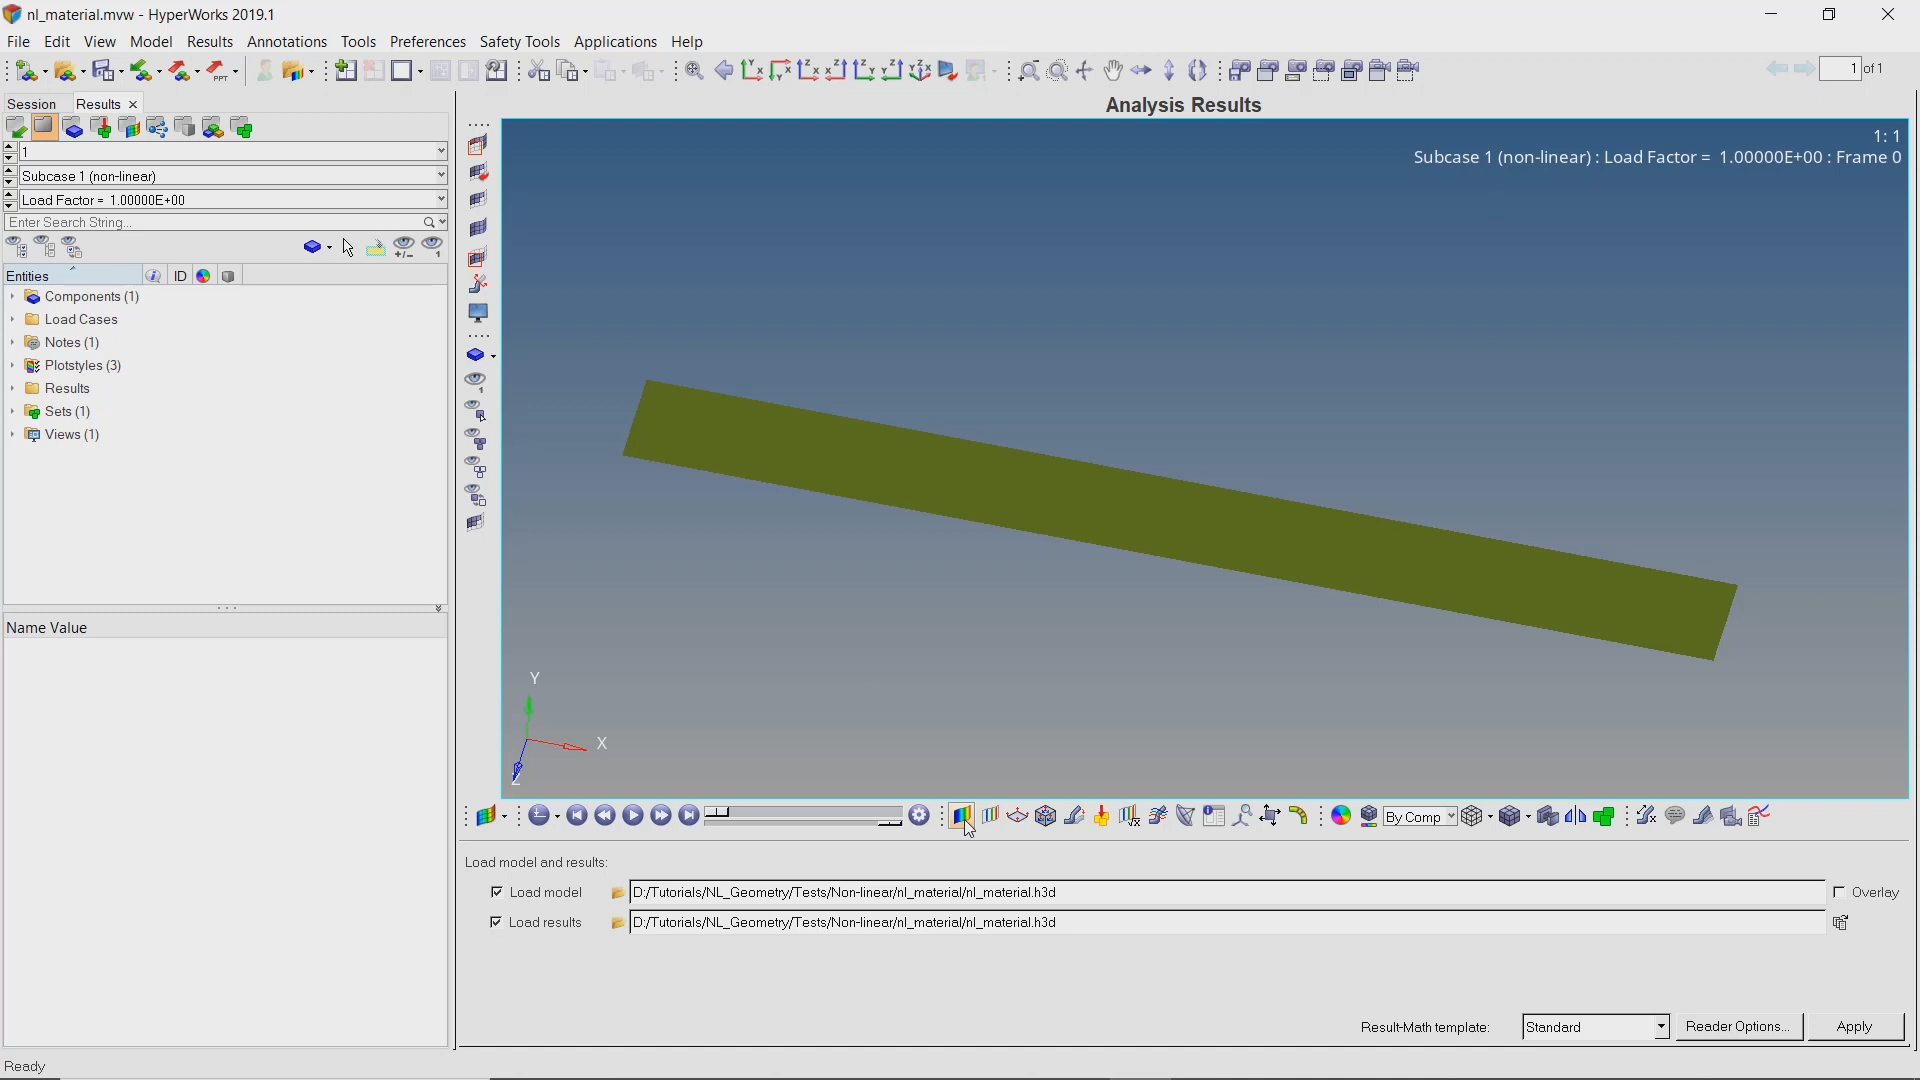 nl_material.mvw - HyperWorks 2019.1
File Edit View Model Results Annotations Tools Preferences Safety Tools Applications Help
1 of 1
Session Results
Analysis Results
1
1: 1
Subcase 1 (non-linear) : Load Factor = 1.00000E+00 : Frame 0
Subcase 1 (non-linear)
Load Factor = 1.00000E+00
Enter Search String...
Entities ID
Components (1)
Load Cases
Notes (1)
Plotstyles (3)
Results
Sets (1)
Views (1)
Name Value
Y
X
Z
By Comp
Load model and results:
Load model D:/Tutorials/NL_Geometry/Tests/Non-linear/nl_material/nl_material.h3d Overlay
Load results D:/Tutorials/NL_Geometry/Tests/Non-linear/nl_material/nl_material.h3d
Result-Math template: Standard Reader Options... Apply
Ready